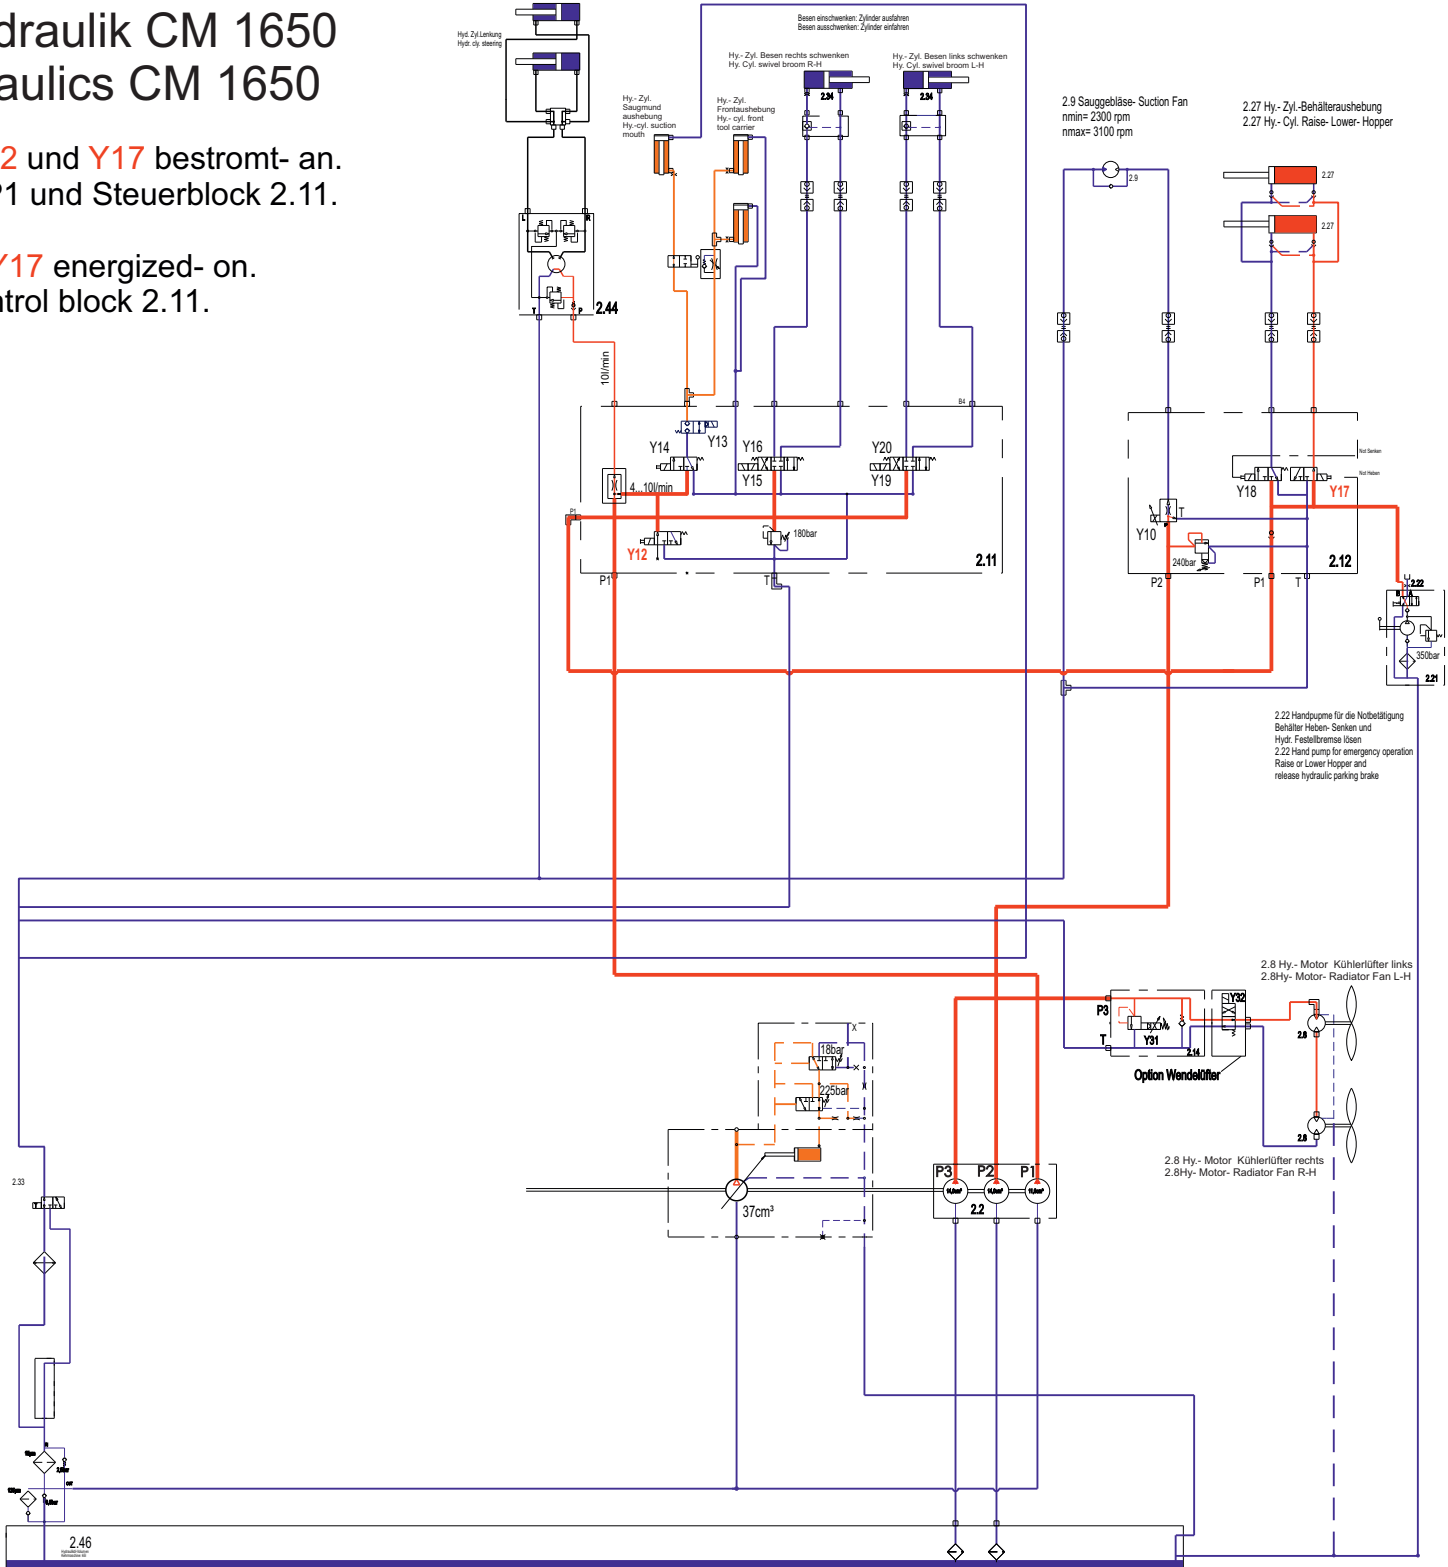 draulik CM 1650
aulics CM 1650
2 und Y17 bestromt- an.
P1 und Steuerblock 2.11.
Y17 energized- on.
ntrol block 2.11.
Hyd. Zyl.Lenkung
Hydr. cly. steering
Besen einschwenken: Zylinder ausfahren
Besen ausschwenken: Zylinder einfahren
Hy.- Zyl. Besen rechts schwenken
Hy. Cyl. swivel broom R-H
Hy.- Zyl. Besen links schwenken
Hy. Cyl. swivel broom L-H
2.34
2.34
Hy.- Zyl.
Saugmund
aushebung
Hy.-cyl. suction
mouth
Hy.- Zyl.
Frontaushebung
Hy.- cyl. front
tool carrier
2.9 Sauggebläse- Suction Fan
nmin= 2300 rpm
nmax= 3100 rpm
2.27 Hy.- Zyl.-Behälteraushebung
2.27 Hy.- Cyl. Raise- Lower- Hopper
2.9
2.27
2.27
L
R
T
P
2.44
10l/min
B4
Y14
Y13
Y16
Y15
Y20
Y19
4...10l/min
P1
Y12
180bar
2.11
P1
T
Not Senken
Not Heben
Y18
Y17
Y10
T
240bar
2.12
P2
P1
T
2.22
350bar
2.21
2.22 Handpupme für die Notbetätigung
Behälter Heben- Senken und
Hydr. Festellbremse lösen
2.22 Hand pump for emergency operation
Raise or Lower Hopper and
release hydraulic parking brake
2.8 Hy.- Motor Kühlerlüfter links
2.8Hy- Motor- Radiator Fan L-H
P3
T
Y31
2.14
Y32
2.8
Option Wendelüfter
2.8
2.8 Hy.- Motor Kühlerlüfter rechts
2.8Hy- Motor- Radiator Fan R-H
X
18bar
225bar
37cm³
P3
P2
P1
2.2
2.33
2.46